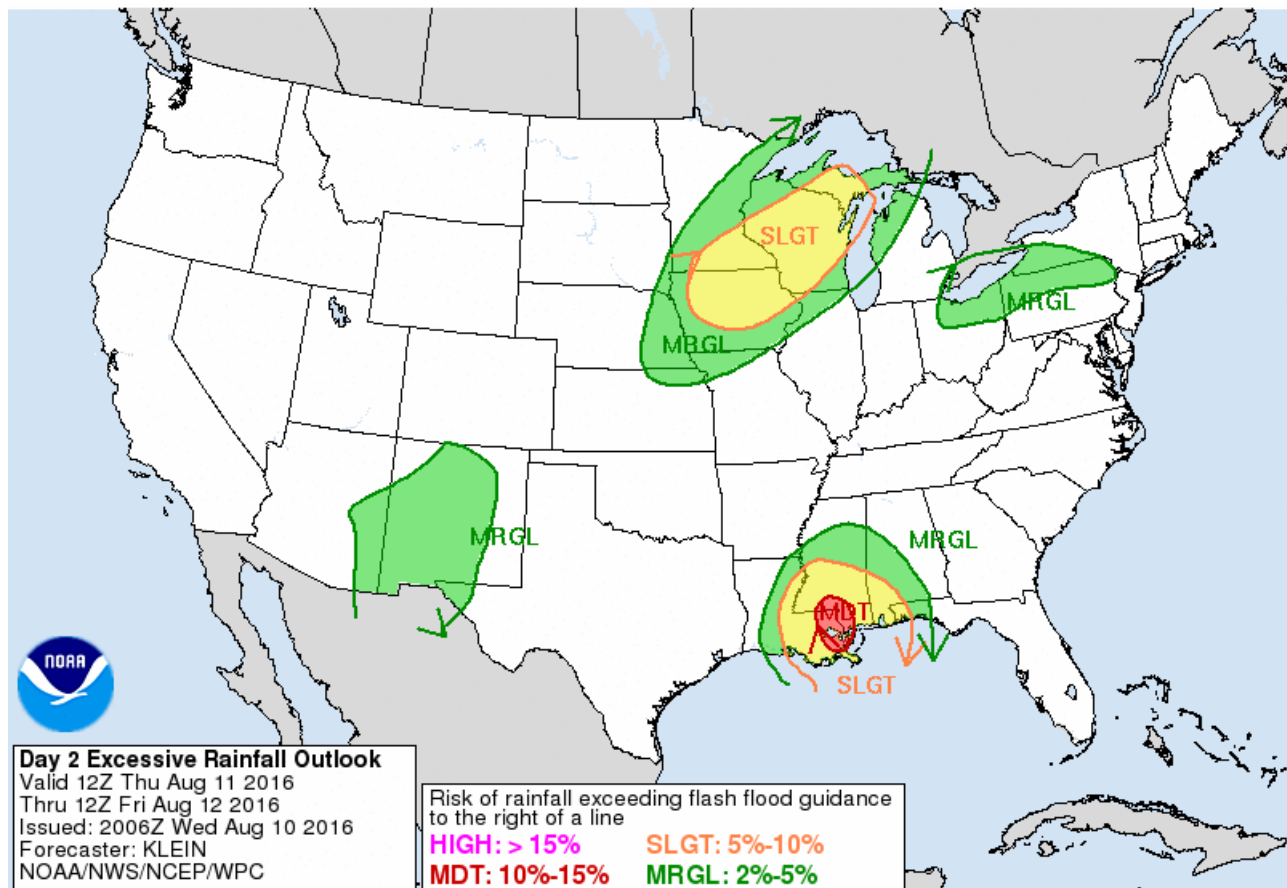 SLGT
MRGL
MRGL
MRGL
MRGL
MDT
SLGT
NOAA
Day 2 Excessive Rainfall Outlook
Valid 12Z Thu Aug 11 2016
Thru 12Z Fri Aug 12 2016
Issued: 2006Z Wed Aug 10 2016
Forecaster: KLEIN
NOAA/NWS/NCEP/WPC
Risk of rainfall exceeding flash flood guidance
to the right of a line
HIGH: > 15% SLGT: 5%-10%
MDT: 10%-15% MRGL: 2%-5%